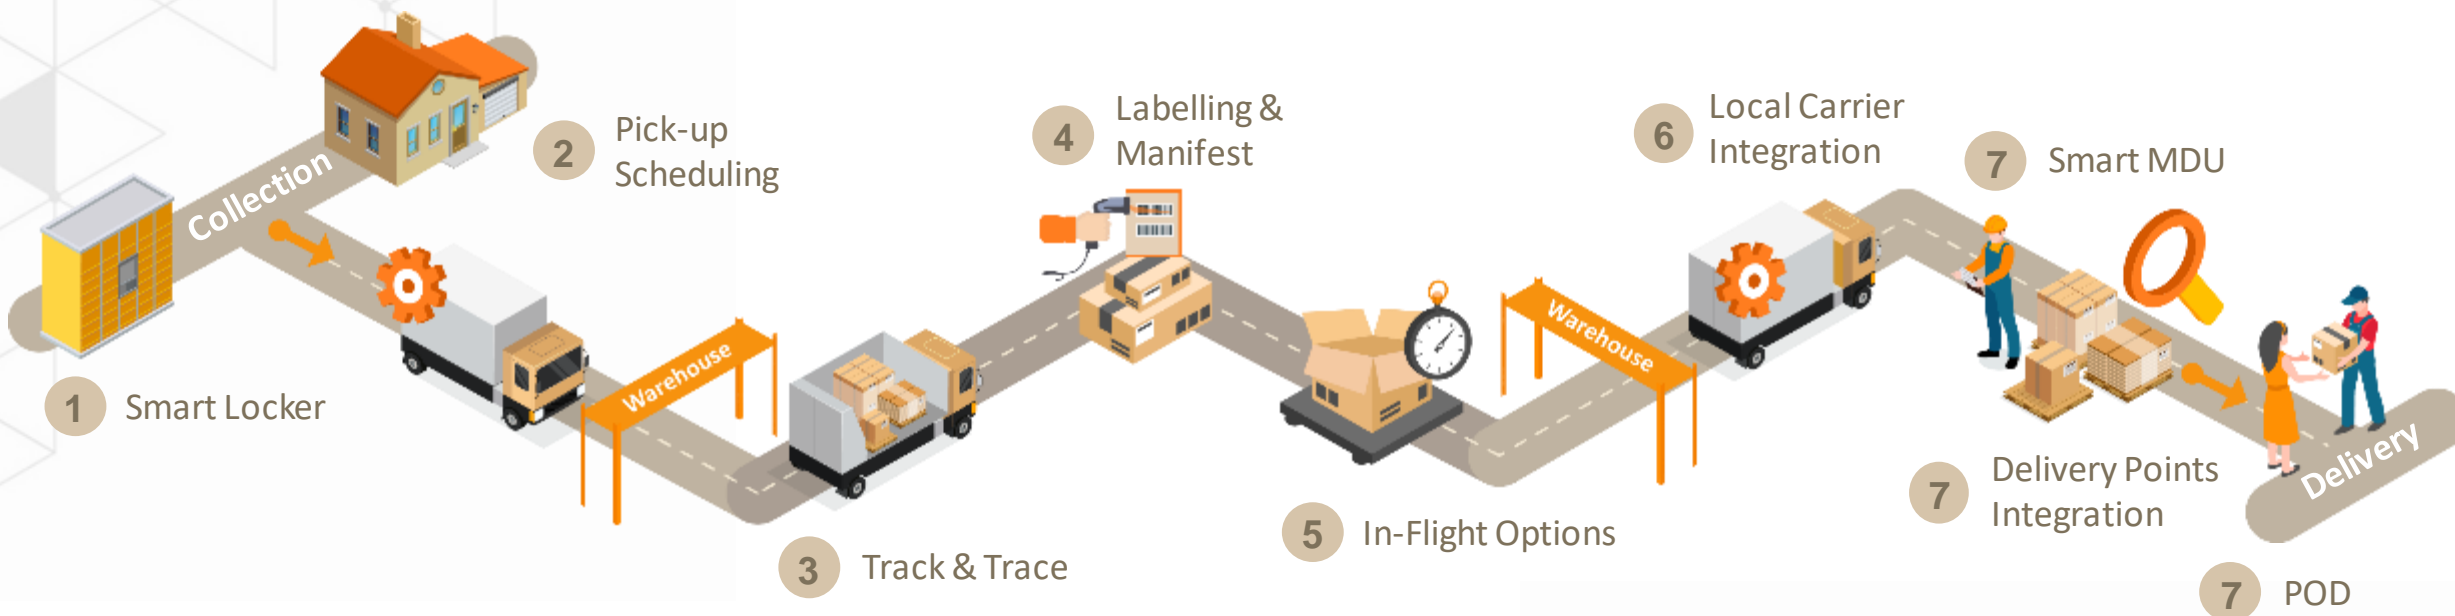 Collection
1
Smart Locker
2
Pick-up
Scheduling
Warehouse
3
Track & Trace
4
Labelling &
Manifest
5
In-Flight Options
Warehouse
6
Local Carrier
Integration
7
Smart MDU
7
Delivery Points
Integration
7
POD
Delivery